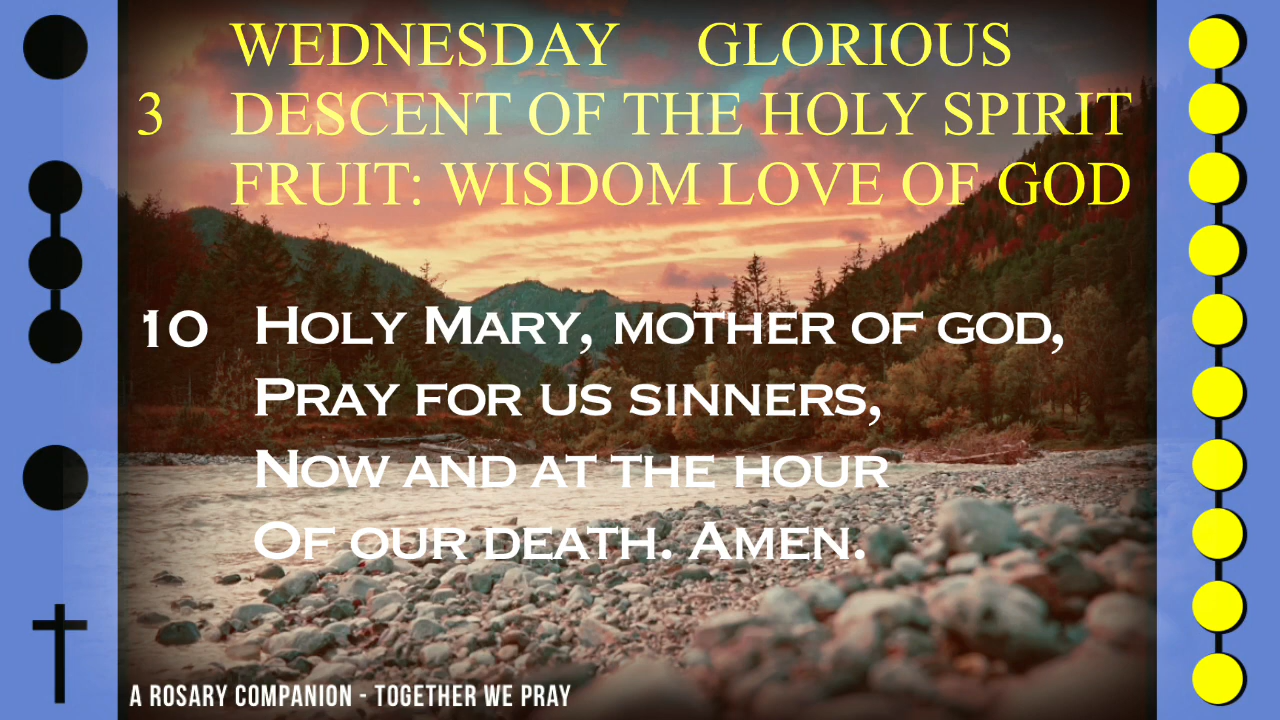 WEDNESDAY GLORIOUS
3 DESCENT OF THE HOLY SPIRIT
FRUIT: WISDOM LOVE OF GOD
10 HOLY MARY, MOTHER OF GOD,
PRAY FOR US SINNERS,
NOW AND AT THE HOUR
OF OUR DEATH. AMEN.
A ROSARY COMPANION - TOGETHER WE PRAY